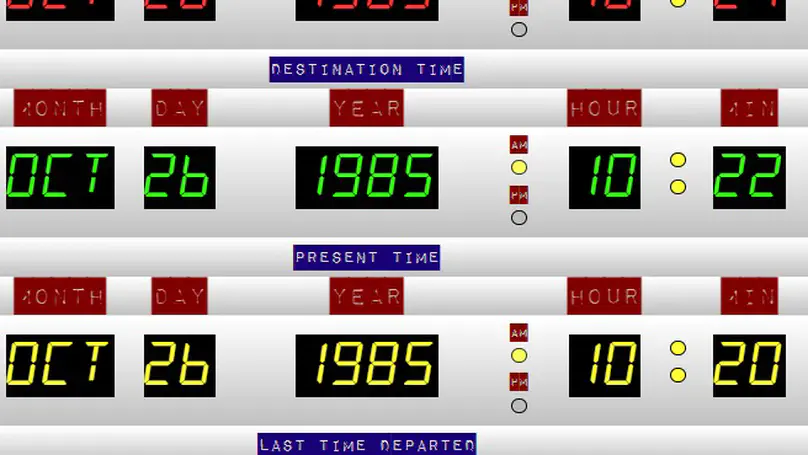 PM
DESTINATION TIME
MONTH DAY YEAR HOUR MIN
AM
OCT 26 1985 10 : 22
PM
PRESENT TIME
MONTH DAY YEAR HOUR MIN
AM
OCT 26 1985 10 : 20
PM
LAST TIME DEPARTED